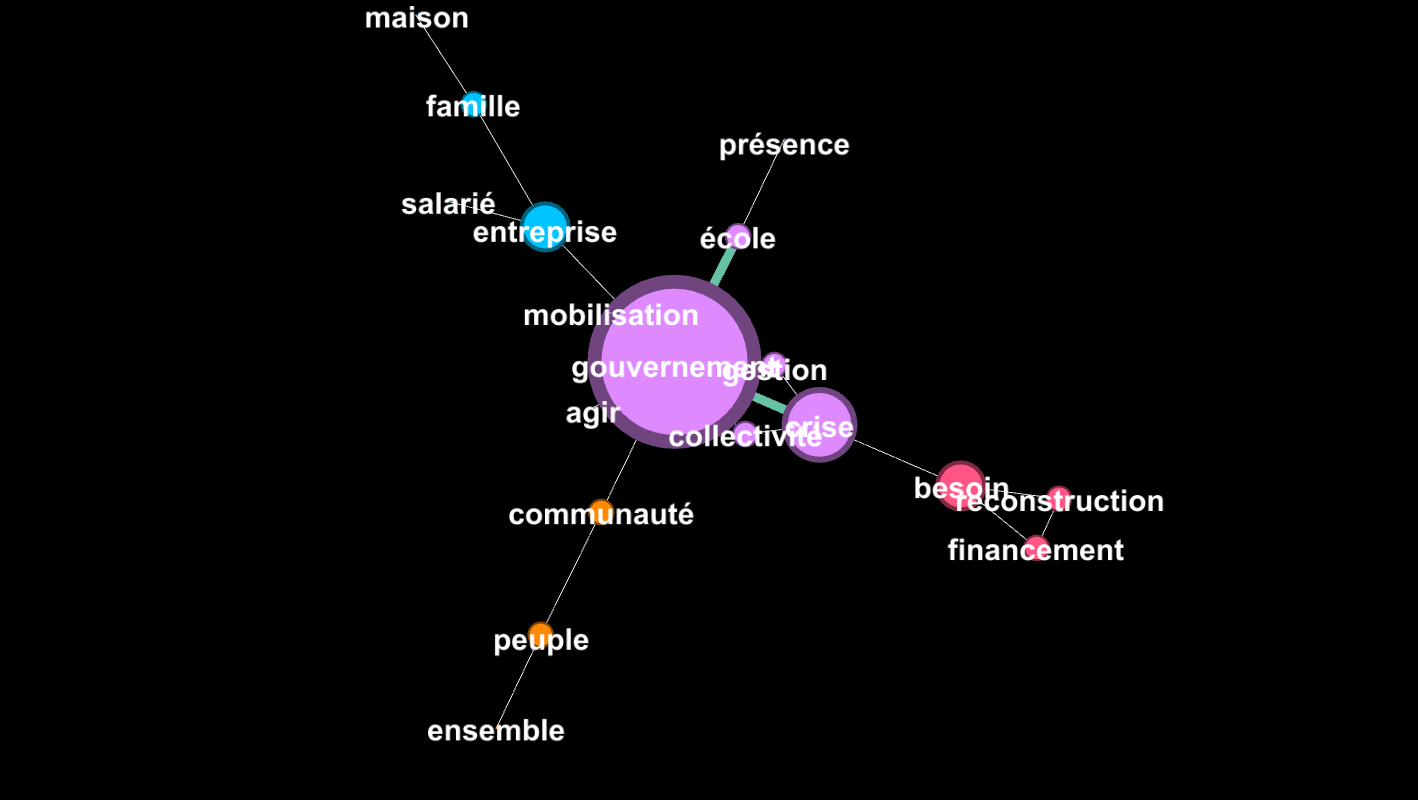 maison
famille
présence
salarié
entreprise
école
mobilisation
gouvernement
gestion
agir
collectivité
crise
besoin
reconstruction
communauté
financement
peuple
ensemble